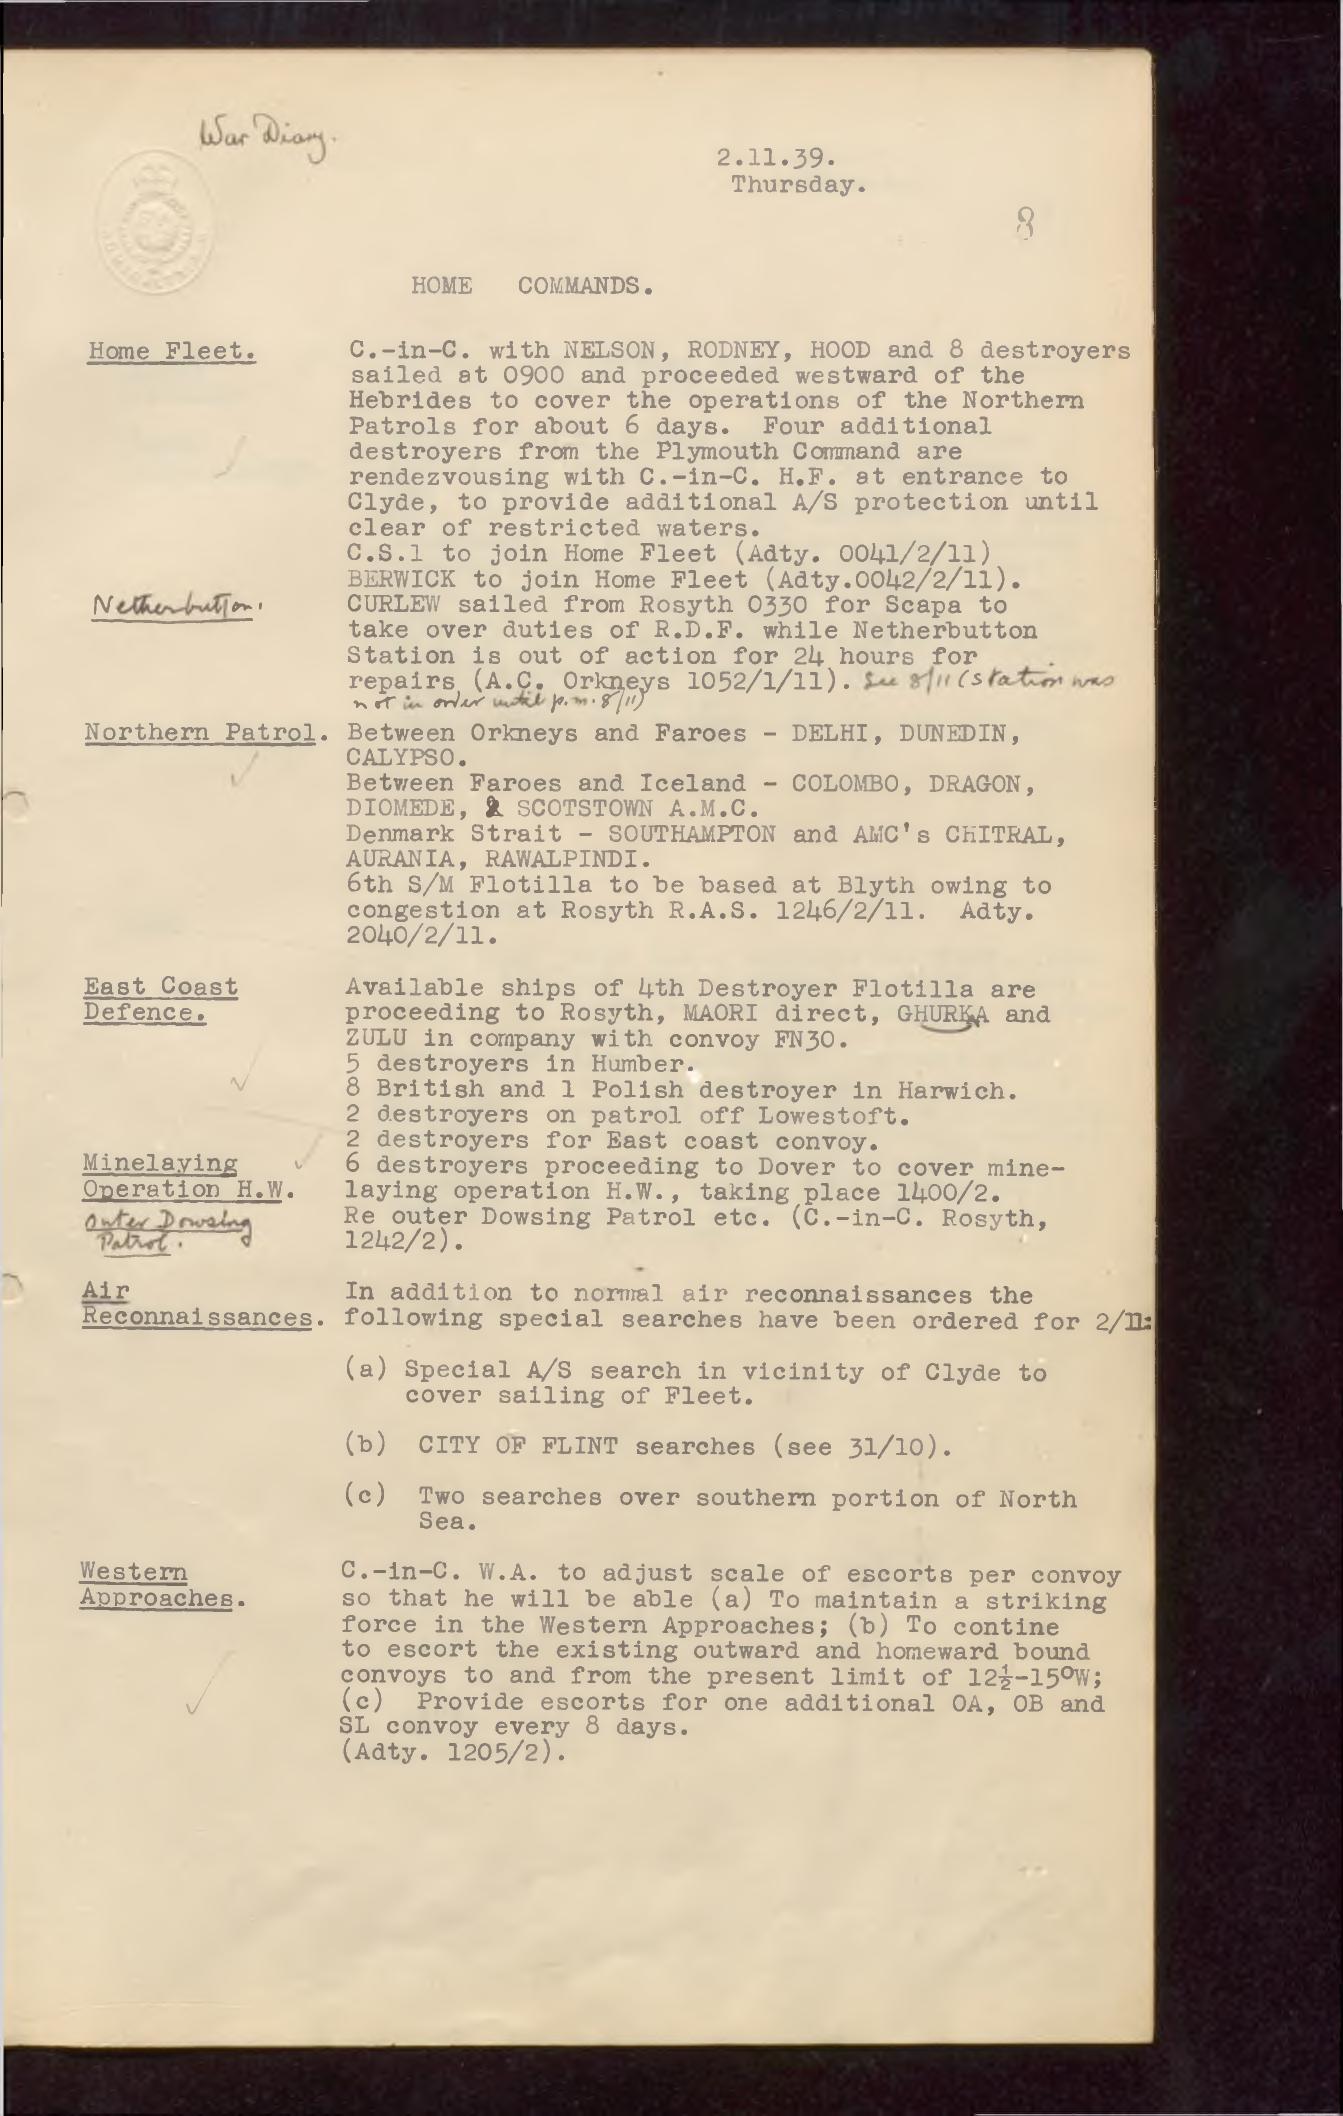 War Diary.
2.11.39.
Thursday.
8
HOME COMMANDS.
Home Fleet. C.-in-C. with NELSON, RODNEY, HOOD and 8 destroyers
sailed at 0900 and proceeded westward of the
Hebrides to cover the operations of the Northern
Patrols for about 6 days. Four additional
destroyers from the Plymouth Command are
rendezvousing with C.-in-C. H.F. at entrance to
Clyde, to provide additional A/S protection until
clear of restricted waters.
C.S.1 to join Home Fleet (Adty. 0041/2/11)
BERWICK to join Home Fleet (Adty.0042/2/11).
Netherbutton. CURLEW sailed from Rosyth 0330 for Scapa to
take over duties of R.D.F. while Netherbutton
Station is out of action for 24 hours for
repairs (A.C. Orkneys 1052/1/11). See 8/11 (station was
not in order until p.m. 8/11)
Northern Patrol. Between Orkneys and Faroes - DELHI, DUNEDIN,
CALYPSO.
Between Faroes and Iceland - COLOMBO, DRAGON,
DIOMEDE, & SCOTSTOWN A.M.C.
Denmark Strait - SOUTHAMPTON and AMC's CHITRAL,
AURANIA, RAWALPINDI.
6th S/M Flotilla to be based at Blyth owing to
congestion at Rosyth R.A.S. 1246/2/11. Adty.
2040/2/11.
East Coast Available ships of 4th Destroyer Flotilla are
Defence. proceeding to Rosyth, MAORI direct, GHURKA and
ZULU in company with convoy FN30.
5 destroyers in Humber.
8 British and 1 Polish destroyer in Harwich.
2 destroyers on patrol off Lowestoft.
2 destroyers for East coast convoy.
Minelaying 6 destroyers proceeding to Dover to cover mine-
Operation H.W. laying operation H.W., taking place 1400/2.
Outer Dowsing Re outer Dowsing Patrol etc. (C.-in-C. Rosyth,
Patrol. 1242/2).
Air In addition to normal air reconnaissances the
Reconnaissances. following special searches have been ordered for 2/11:
(a) Special A/S search in vicinity of Clyde to
cover sailing of Fleet.
(b) CITY OF FLINT searches (see 31/10).
(c) Two searches over southern portion of North
Sea.
Western C.-in-C. W.A. to adjust scale of escorts per convoy
Approaches. so that he will be able (a) To maintain a striking
force in the Western Approaches; (b) To contine
to escort the existing outward and homeward bound
convoys to and from the present limit of 12½-15°W;
(c) Provide escorts for one additional OA, OB and
SL convoy every 8 days.
(Adty. 1205/2).